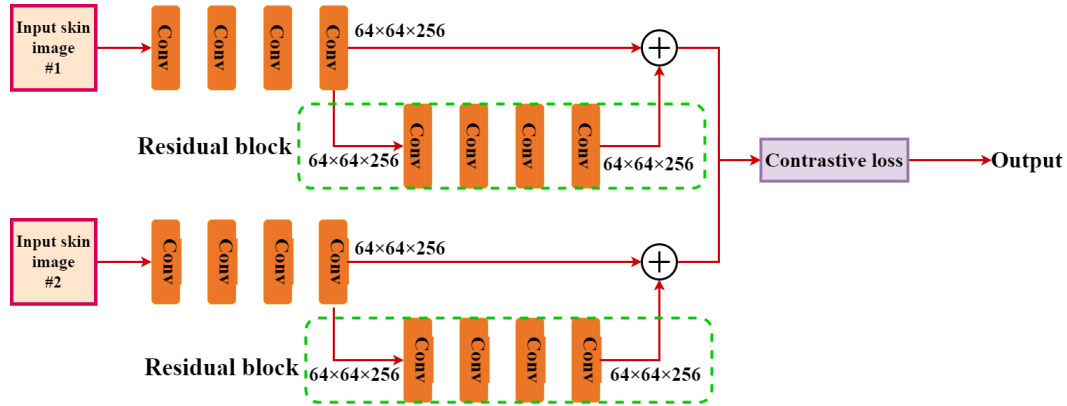 Input skin
image
#1
Conv
Conv
Conv
Conv
64×64×256
Residual block
64×64×256
Conv
Conv
Conv
Conv
64×64×256
Contrastive loss
Output
Input skin
image
#2
Conv
Conv
Conv
Conv
64×64×256
Residual block
64×64×256
Conv
Conv
Conv
Conv
64×64×256